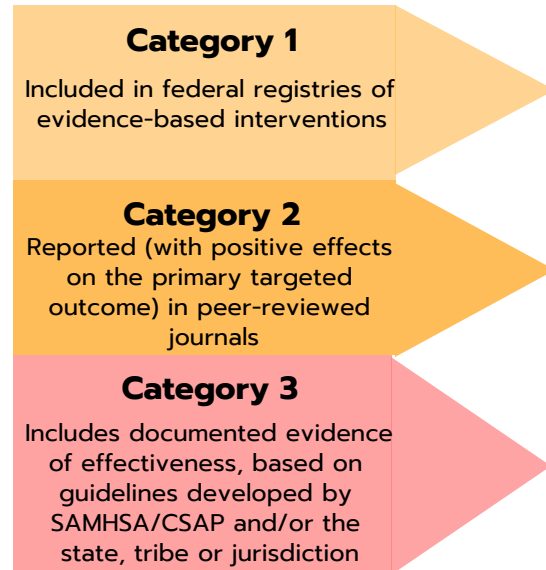 Category 1
Included in federal registries of
evidence-based interventions
Category 2
Reported (with positive effects
on the primary targeted
outcome) in peer-reviewed
journals
Category 3
Includes documented evidence
of effectiveness, based on
guidelines developed by
SAMHSA/CSAP and/or the
state, tribe or jurisdiction